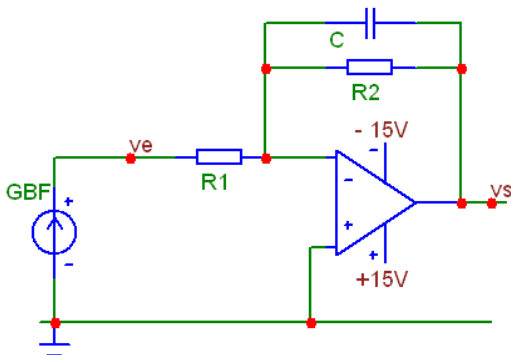 C
R2
- 15V
ve
-
vs
R1
-
GBF
+
+
-
+
+15V